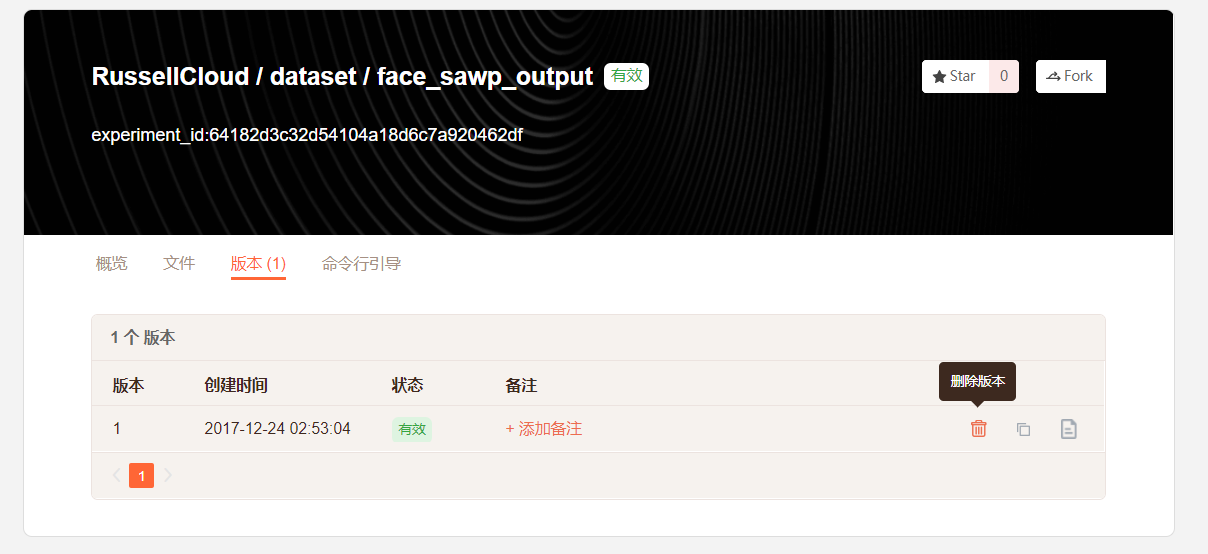 RussellCloud / dataset / face_sawp_output 有效 Star 0 Fork
experiment_id:64182d3c32d54104a18d6c7a920462df
概览 文件 版本 (1) 命令行引导
1 个 版本
版本 创建时间 状态 备注 删除版本
1 2017-12-24 02:53:04 有效 + 添加备注
1